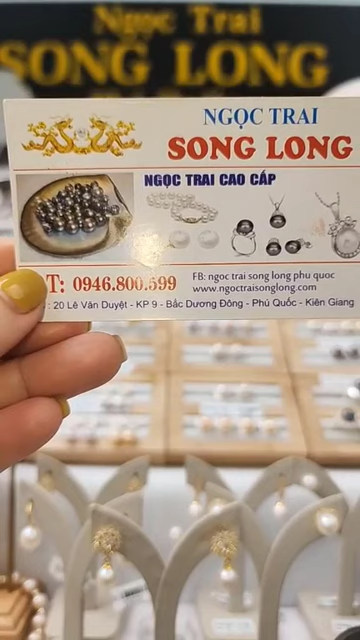 Ngọc Trai
SONG LONG
NGỌC TRAI
SONG LONG
NGỌC TRAI CAO CẤP
T: 0946.800.599
FB: ngoc trai song long phu quoc
www.ngoctraisonglong.com
: 20 Lê Văn Duyệt - KP 9 - Bắc Dương Đông - Phú Quốc - Kiên Giang